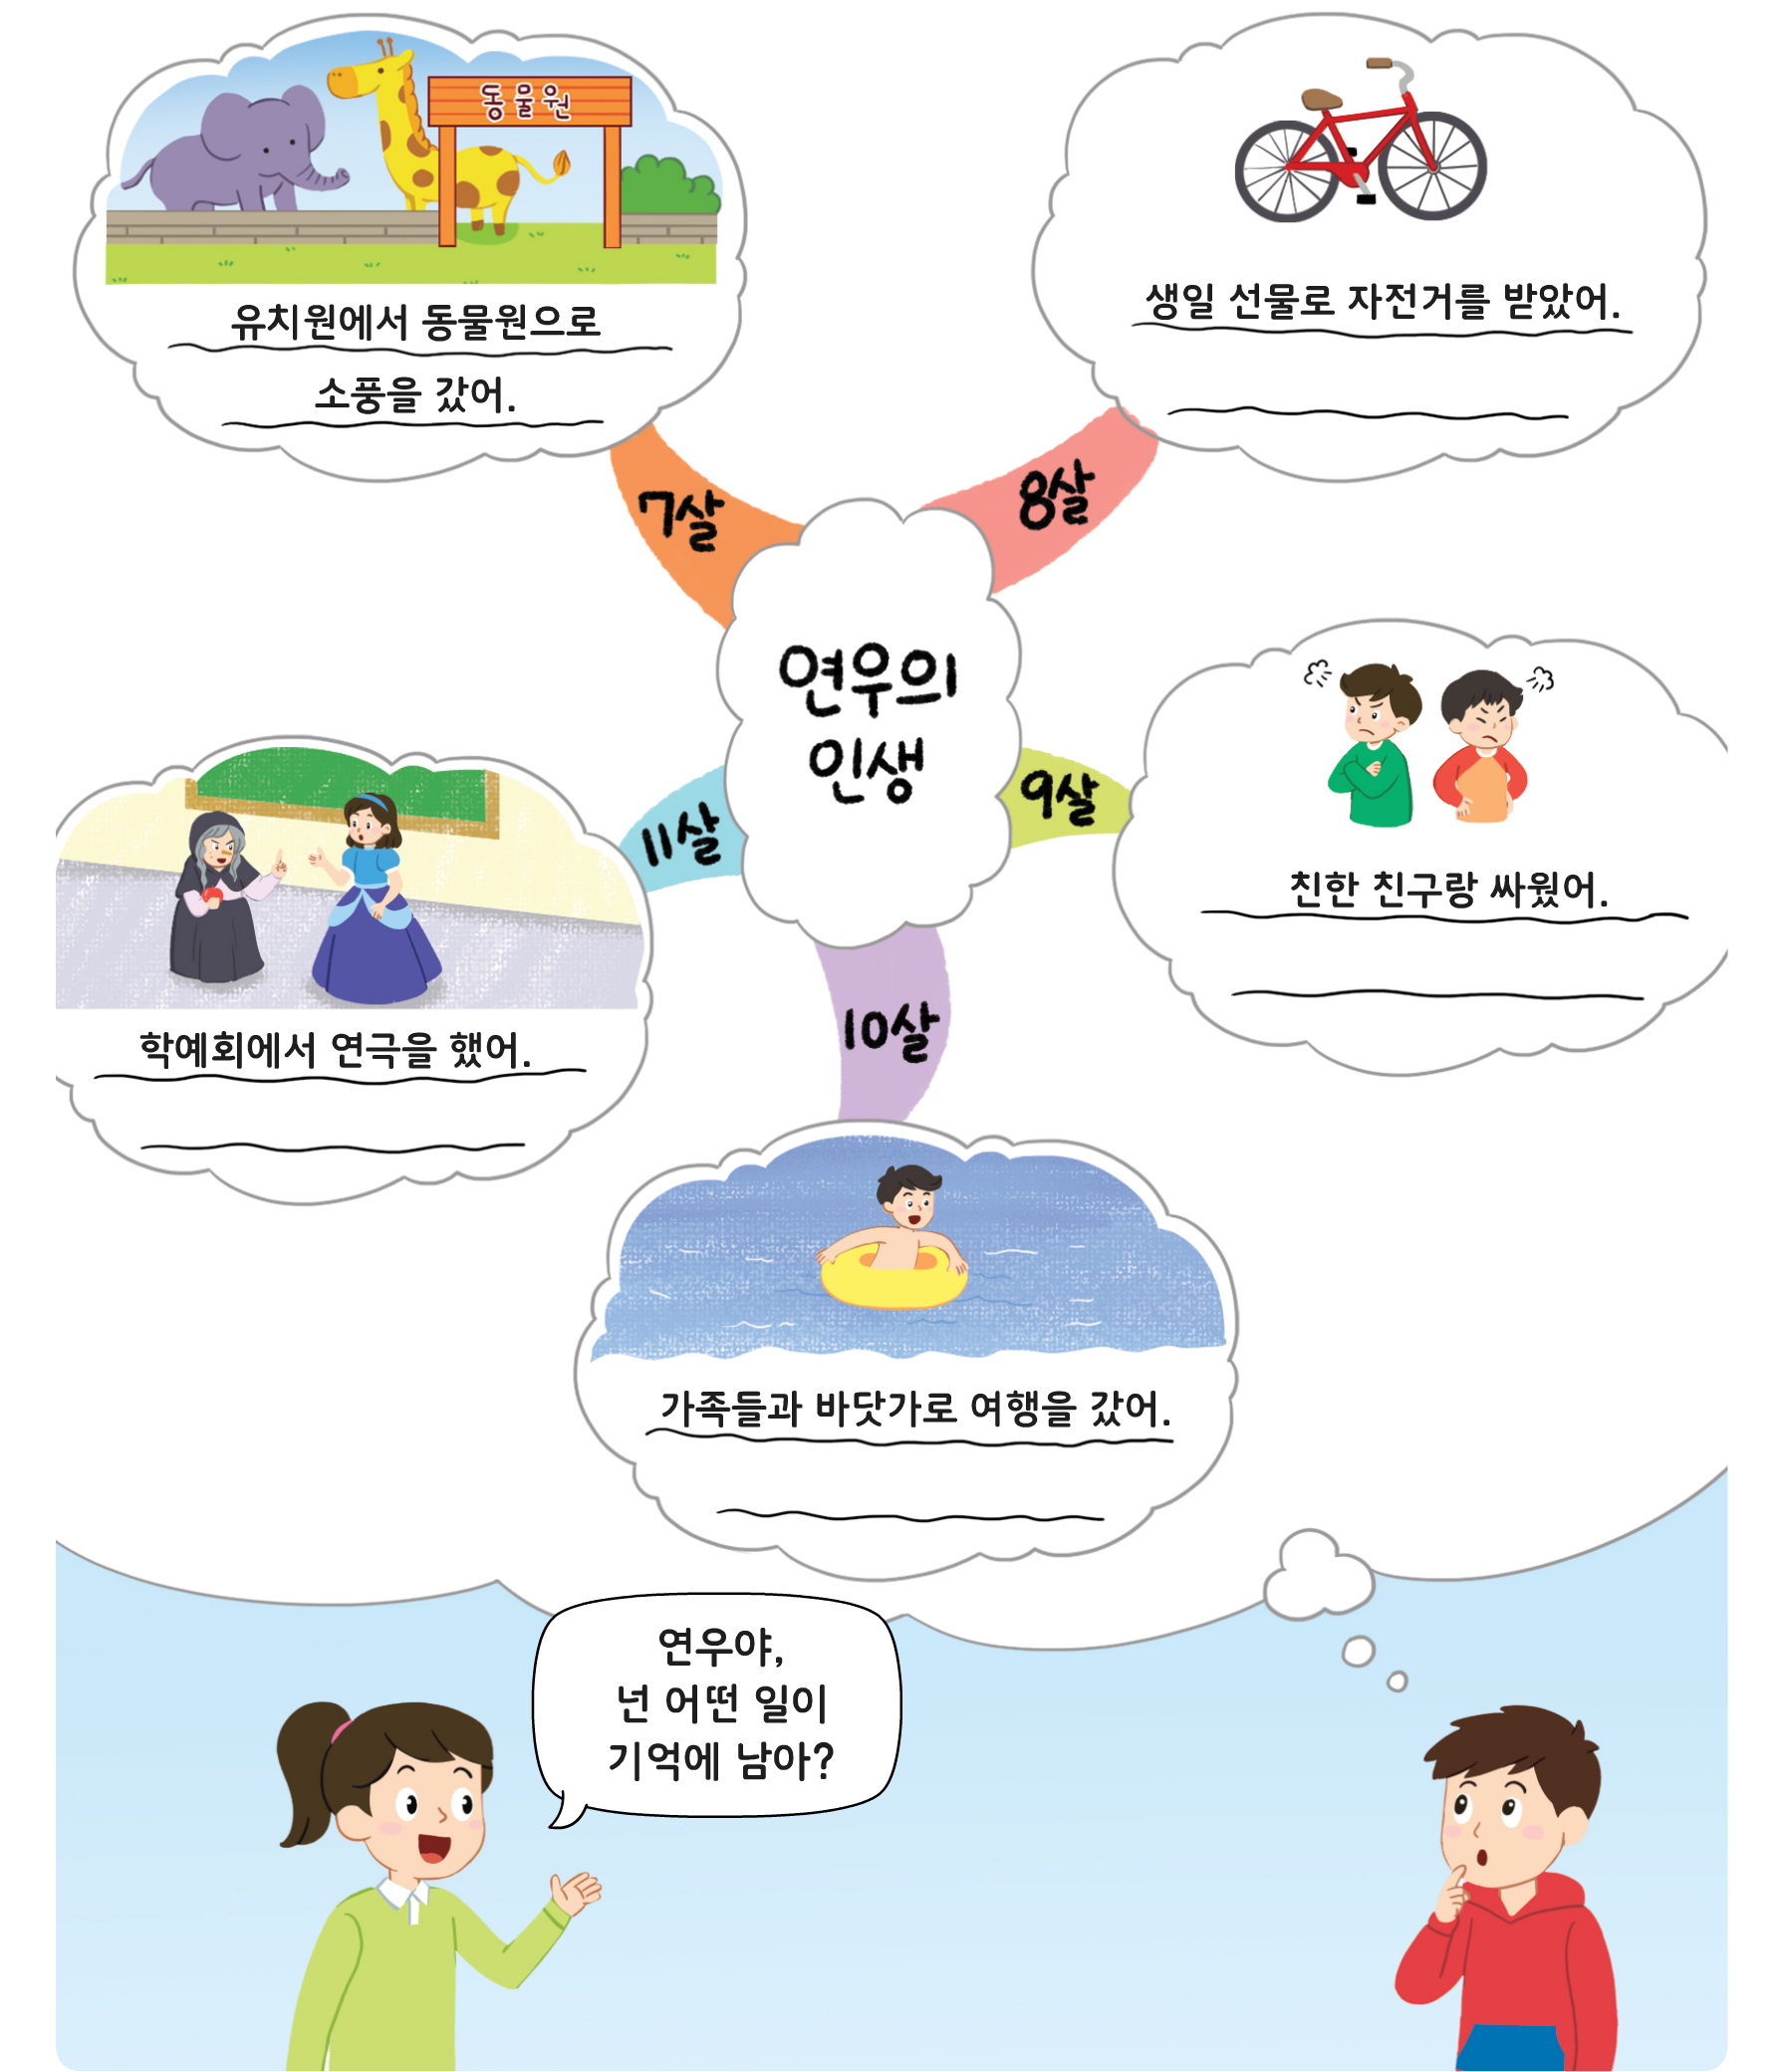 동물원
유치원에서 동물원으로
소풍을 갔어.
생일 선물로 자전거를 받았어.
7살
8살
연우의
인생
9살
친한 친구랑 싸웠어.
11살
학예회에서 연극을 했어.
10살
가족들과 바닷가로 여행을 갔어.
연우야,
넌 어떤 일이
기억에 남아?